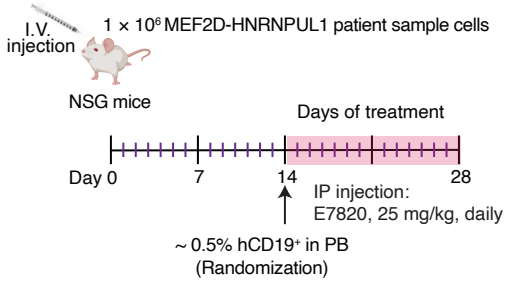 I.V.
injection
1 × 10⁶ MEF2D-HNRNPUL1 patient sample cells
NSG mice
Days of treatment
Day 0 7 14 28
IP injection:
E7820, 25 mg/kg, daily
~ 0.5% hCD19⁺ in PB
(Randomization)